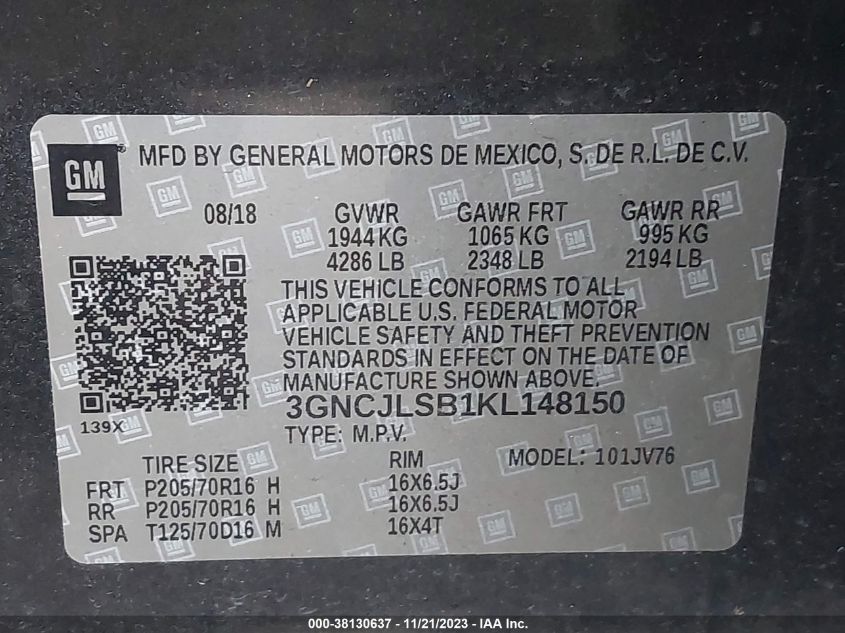 GM MFD BY GENERAL MOTORS DE MEXICO, S. DE R.L. DE C.V.
08/18 GVWR GAWR FRT GAWR RR
1944 KG 1065 KG 995 KG
4286 LB 2348 LB 2194 LB
THIS VEHICLE CONFORMS TO ALL
APPLICABLE U.S. FEDERAL MOTOR
VEHICLE SAFETY AND THEFT PREVENTION
STANDARDS IN EFFECT ON THE DATE OF
MANUFACTURE SHOWN ABOVE.
3GNCJLSB1KL148150
139X
TYPE: M.P.V.
TIRE SIZE RIM MODEL: 101JV76
FRT P205/70R16 H 16X6.5J
RR P205/70R16 H 16X6.5J
SPA T125/70D16 M 16X4T
000-38130637 - 11/21/2023 - IAA Inc.